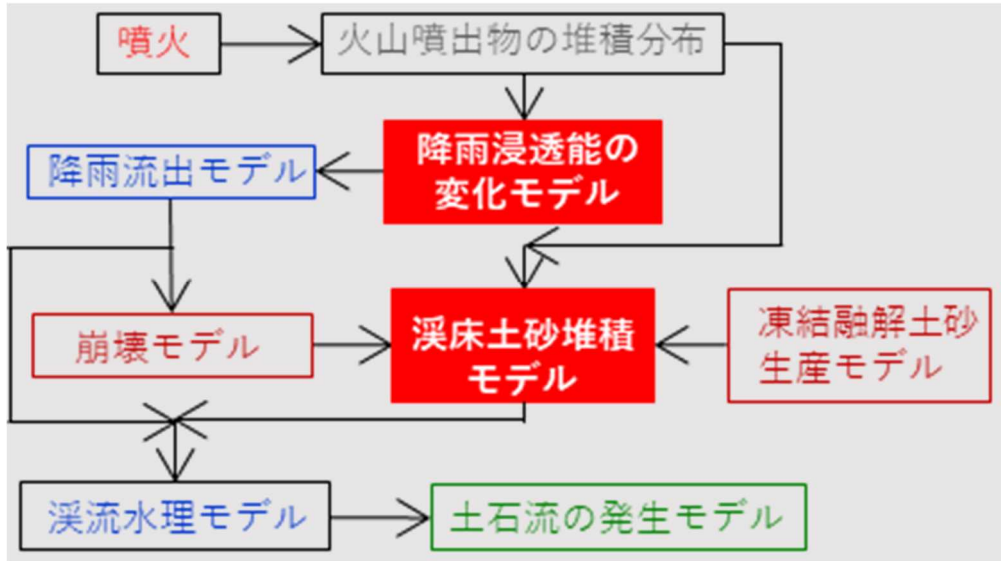 噴火
火山噴出物の堆積分布
降雨浸透能の
変化モデル
降雨流出モデル
崩壊モデル
渓床土砂堆積
モデル
凍結融解土砂
生産モデル
渓流水理モデル
土石流の発生モデル